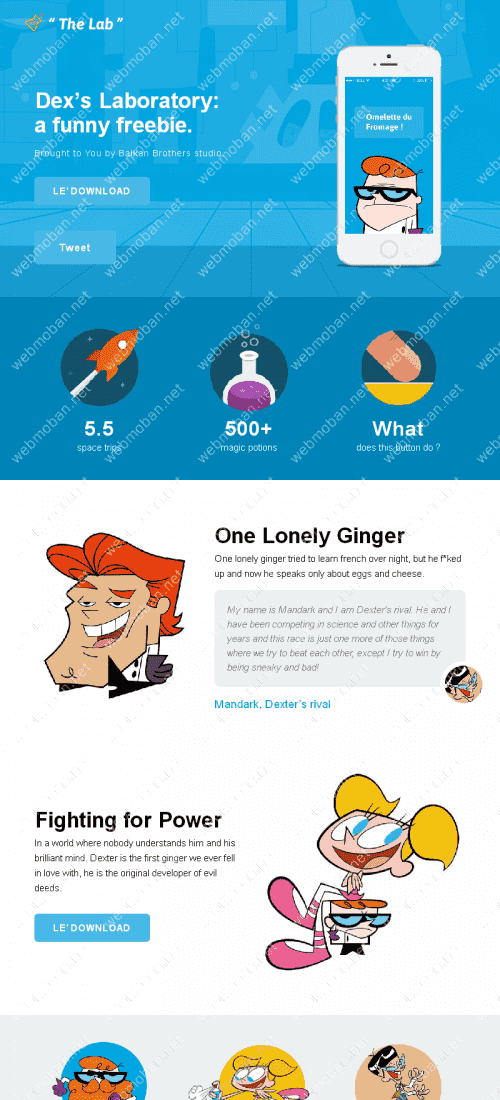 “ The Lab ”
Dex’s Laboratory:
a funny freebie.
Brought to You by Balkan Brothers studio.
LE’ DOWNLOAD
Tweet
Omelette du
Fromage !
5.5
space trips
500+
magic potions
What
does this button do ?
One Lonely Ginger
One lonely ginger tried to learn french over night, but he f*ked
up and now he speaks only about eggs and cheese.
My name is Mandark and I am Dexter's rival. He and I
have been competing in science and other things for
years and this race is just one more of those things
where we try to beat each other, except I try to win by
being sneaky and bad!
Mandark, Dexter’s rival
Fighting for Power
In a world where nobody understands him and his
brilliant mind. Dexter is the first ginger we ever fell
in love with, he is the original developer of evil
deeds.
LE’ DOWNLOAD
webmoban.net